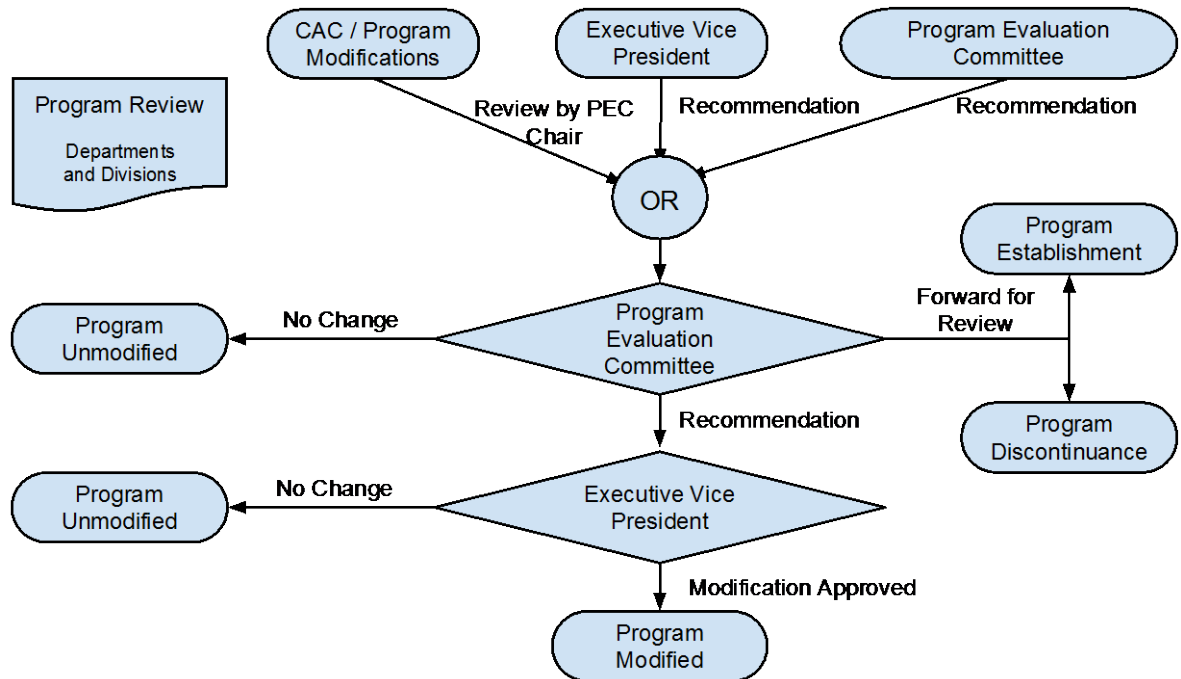 CAC / Program
Modifications
Executive Vice
President
Program Evaluation
Committee
Program Review
Departments
and Divisions
Review by PEC
Chair
Recommendation
Recommendation
OR
Program
Establishment
No Change
Forward for
Review
Program
Unmodified
Program
Evaluation
Committee
Recommendation
Program
Discontinuance
No Change
Program
Unmodified
Executive Vice
President
Modification Approved
Program
Modified